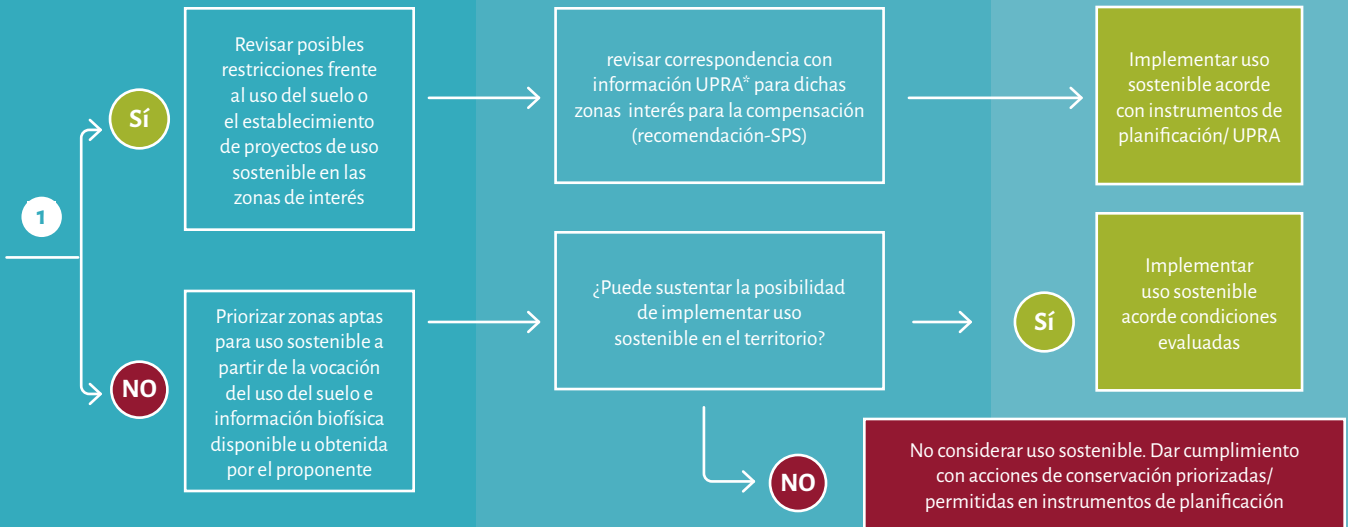 1
Sí
Revisar posibles
restricciones frente
al uso del suelo o
el establecimiento
de proyectos de uso
sostenible en las
zonas de interés
revisar correspondencia con
información UPRA* para dichas
zonas interés para la compensación
(recomendación-SPS)
Implementar uso
sostenible acorde
con instrumentos de
planificación/ UPRA
NO
Priorizar zonas aptas
para uso sostenible a
partir de la vocación
del uso del suelo e
información biofísica
disponible u obtenida
por el proponente
¿Puede sustentar la posibilidad
de implementar uso
sostenible en el territorio?
Sí
Implementar
uso sostenible
acorde condiciones
evaluadas
NO
No considerar uso sostenible. Dar cumplimiento
con acciones de conservación priorizadas/
permitidas en instrumentos de planificación